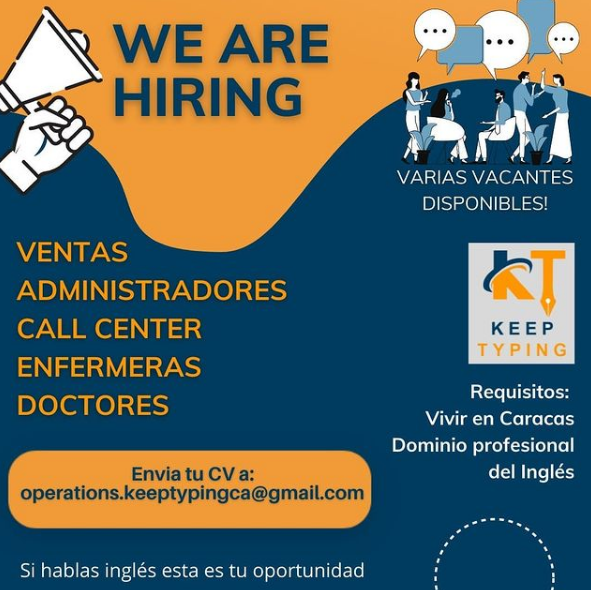 WE ARE
HIRING
VARIAS VACANTES
DISPONIBLES!
VENTAS
ADMINISTRADORES
CALL CENTER
ENFERMERAS
DOCTORES
KT
KEEP
TYPING
Requisitos:
Vivir en Caracas
Dominio profesional
del Inglés
Envia tu CV a:
operations.keeptypingca@gmail.com
Si hablas inglés esta es tu oportunidad